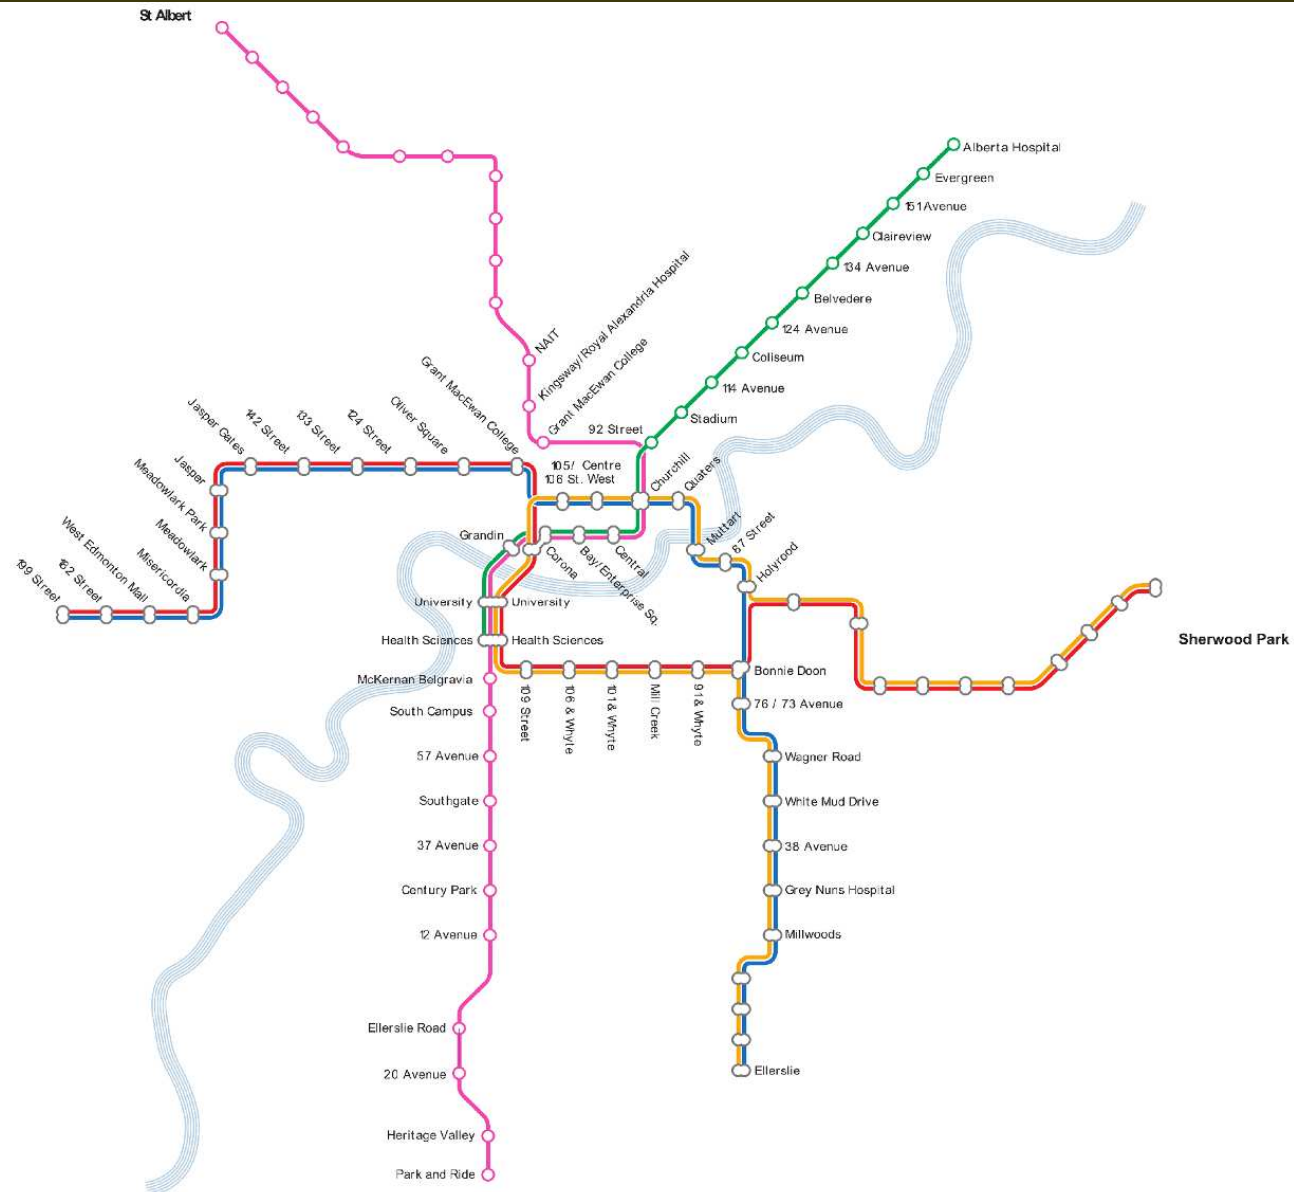 St Albert
Alberta Hospital
Evergreen
151 Avenue
Claireview
134 Avenue
Belvedere
124 Avenue
Coliseum
114 Avenue
Stadium
92 Street
NAIT
Kingsway/Royal Alexandria Hospital
Grant MacEwan College
Grant MacEwan College
Oliver Square
124 Street
133 Street
142 Street
Jasper Gates
Jasper
Meadowlark Park
Meadowlark
Misericordia
West Edmonton Mall
182 Street
199 Street
105/ Centre
108 St. West
Churchill
Quaters
Muttart
67 Street
Holyrood
Grandin
Corona
Bay/Enterprise Sq.
Central
University
University
Health Sciences
Health Sciences
Sherwood Park
McKernan Belgravia
South Campus
57 Avenue
Southgate
37 Avenue
Century Park
12 Avenue
Ellerslie Road
20 Avenue
Heritage Valley
Park and Ride
109 Street
106 & Whyte
101 & Whyte
Mill Creek
91 & Whyte
Bonnie Doon
76 / 73 Avenue
Wagner Road
White Mud Drive
38 Avenue
Grey Nuns Hospital
Millwoods
Ellerslie